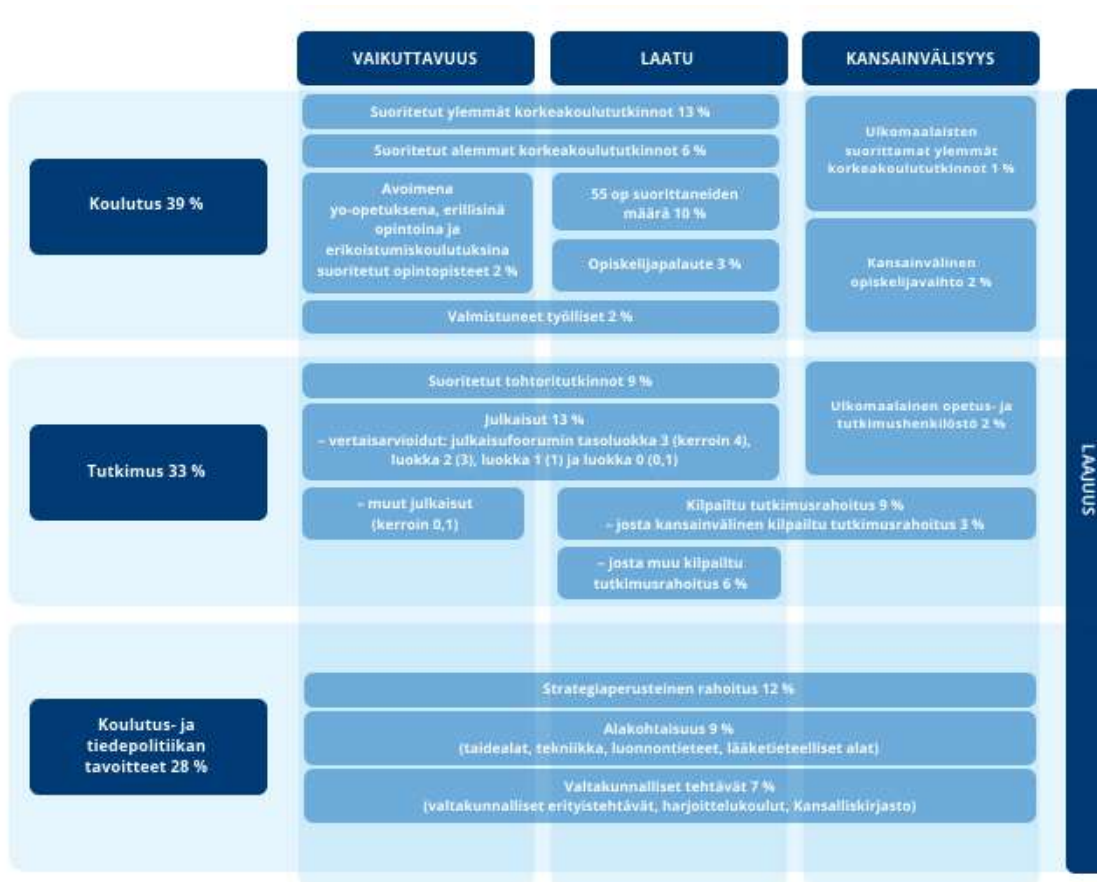 VAIKUTTAVUUS
LAATU
KANSAINVÄLISYYS
Koulutus 39 %
Suoritetut ylemmät korkeakoulututkinnot 13 %
Suoritetut alemmat korkeakoulututkinnot 6 %
Avoimena
yo-opetuksena, erillisinä
opintoina ja
erikoistumiskoulutuksina
suoritetut opintopisteet 2 %
55 op suorittaneiden
määrä 10 %
Opiskelijapalaute 3 %
Valmistuneet työlliset 2 %
Ulkomaalaisten
suorittamat ylemmät
korkeakoulututkinnot 1 %
Kansainvälinen
opiskelijavaihto 2 %
Tutkimus 33 %
Suoritetut tohtoritutkinnot 9 %
Julkaisut 13 %
– vertaisarvioidut: julkaisufoorumin tasoluokka 3 (kerroin 4),
luokka 2 (3), luokka 1 (1) ja luokka 0 (0,1)
– muut julkaisut
(kerroin 0,1)
Ulkomaalainen opetus- ja
tutkimushenkilöstö 2 %
Kilpailtu tutkimusrahoitus 9 %
– josta kansainvälinen kilpailtu tutkimusrahoitus 3 %
– josta muu kilpailtu
tutkimusrahoitus 6 %
Koulutus- ja
tiedepolitiikan
tavoitteet 28 %
Strategiaperusteinen rahoitus 12 %
Alakohtaisuus 9 %
(taidealat, tekniikka, luonnontieteet, lääketieteelliset alat)
Valtakunnalliset tehtävät 7 %
(valtakunnalliset erityistehtävät, harjoittelukoulut, Kansalliskirjasto)
LAAJUUS